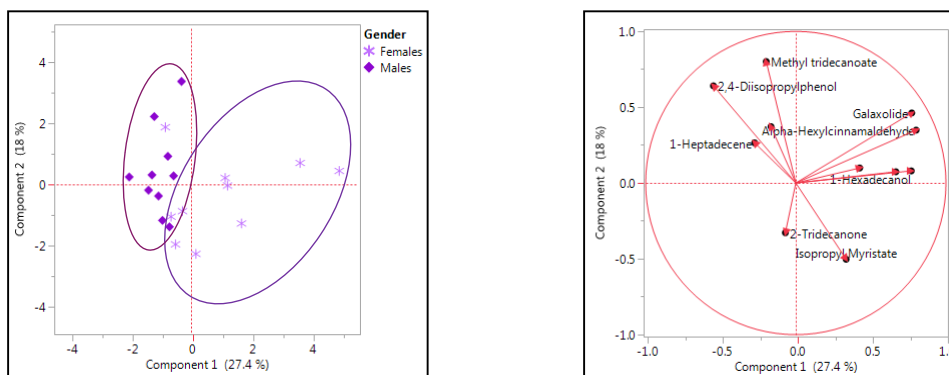 Gender
Females
Males
4
2
0
-2
-4
Component 2 (18 %)
-4 -2 0 2 4
Component 1 (27.4 %)
1.0
0.5
0.0
-0.5
-1.0
Component 2 (18 %)
Methyl tridecanoate
2,4-Diisopropylphenol
Galaxolide
Alpha-Hexylcinnamaldehyde
1-Heptadecene
1-Hexadecanol
2-Tridecanone
Isopropyl Myristate
-1.0 -0.5 0.0 0.5 1.0
Component 1 (27.4 %)